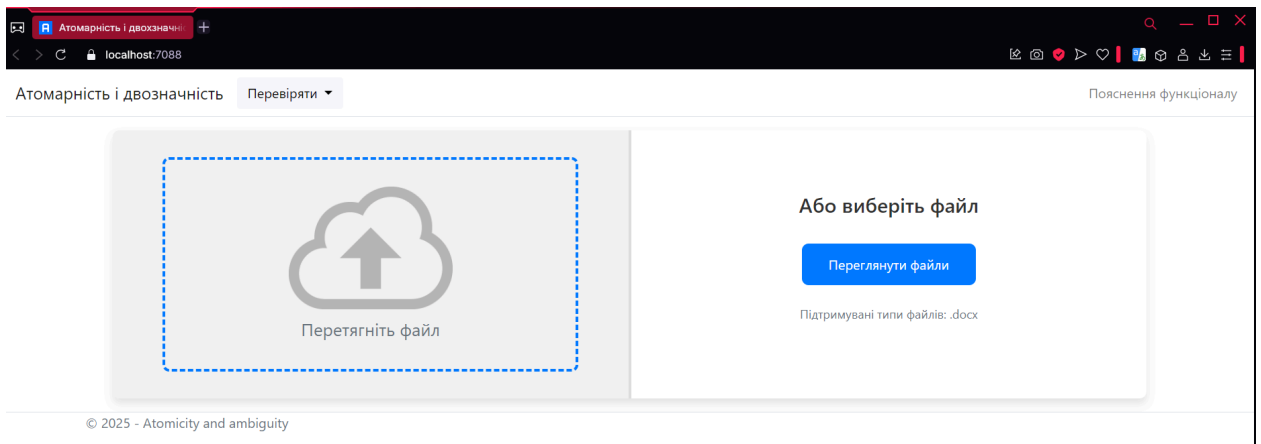 Атомарність і двохзначні
localhost:7088
Атомарність і двозначність Перевіряти Пояснення функціоналу
Або виберіть файл
Переглянути файли
Перетягніть файл
Підтримувані типи файлів: .docx
© 2025 - Atomicity and ambiguity